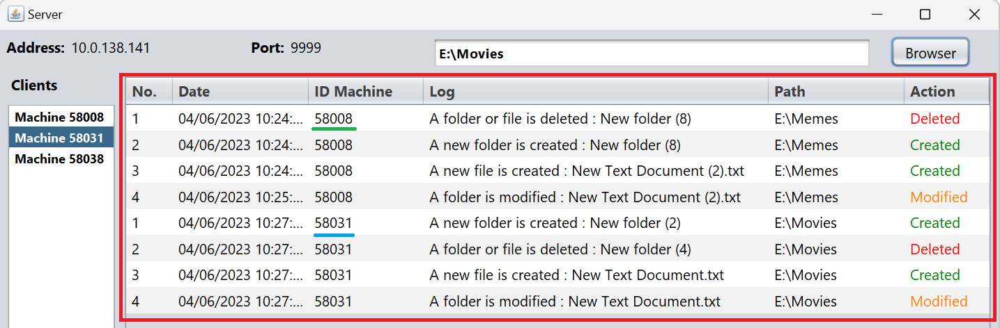 Server
Address: 10.0.138.141 Port: 9999 E:\Movies Browser
Clients
Machine 58008
Machine 58031
Machine 58038
No. Date ID Machine Log Path Action
1 04/06/2023 10:24:... 58008 A folder or file is deleted : New folder (8) E:\Memes Deleted
2 04/06/2023 10:24:... 58008 A new folder is created : New folder (8) E:\Memes Created
3 04/06/2023 10:24:... 58008 A new file is created : New Text Document (2).txt E:\Memes Created
4 04/06/2023 10:25:... 58008 A folder is modified : New Text Document (2).txt E:\Memes Modified
1 04/06/2023 10:27:... 58031 A new folder is created : New folder (2) E:\Movies Created
2 04/06/2023 10:27:... 58031 A folder or file is deleted : New folder (4) E:\Movies Deleted
3 04/06/2023 10:27:... 58031 A new file is created : New Text Document.txt E:\Movies Created
4 04/06/2023 10:27:... 58031 A folder is modified : New Text Document.txt E:\Movies Modified